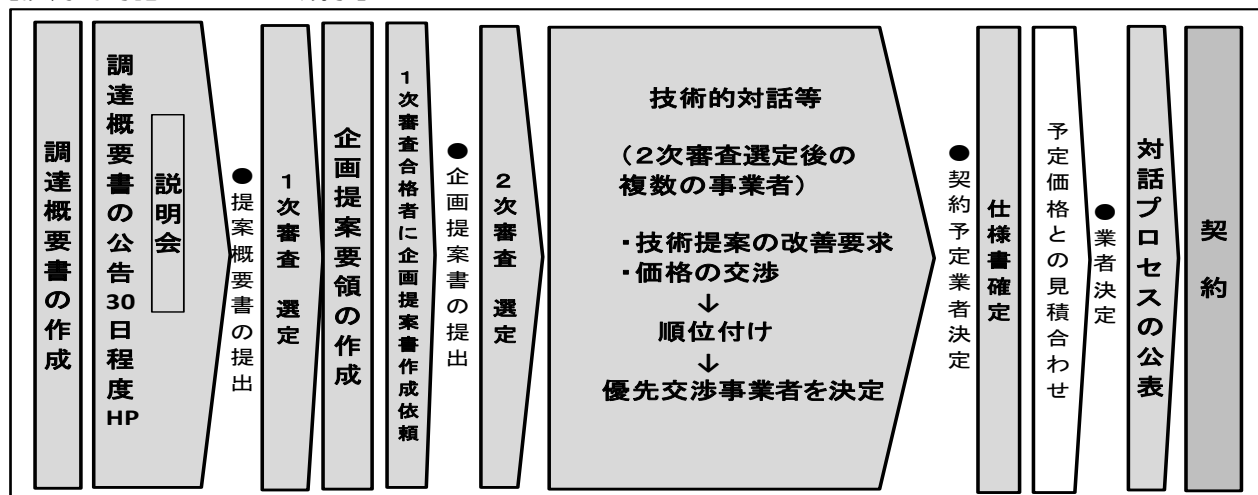 調達概要書の作成
調達概要書の公告30日程度HP
説明会
●提案概要書の提出
1次審査 選定
企画提案要領の作成
1次審査合格者に企画提案書作成依頼
●企画提案書の提出
2次審査 選定
技術的対話等
（2次審査選定後の
複数の事業者）
・技術提案の改善要求
・価格の交渉
↓
順位付け
↓
優先交渉事業者を決定
●契約予定業者決定
仕様書確定
予定価格との見積合わせ
●業者決定
対話プロセスの公表
契約